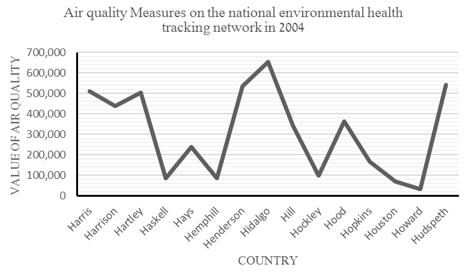 Air quality Measures on the national environmental health
tracking network in 2004
VALUE OF AIR QUALITY
700,000
600,000
500,000
400,000
300,000
200,000
100,000
0
Harris
Harrison
Hartley
Haskell
Hays
Hemphill
Henderson
Hidalgo
Hill
Hockley
Hood
Hopkins
Houston
Howard
Hudspeth
COUNTRY